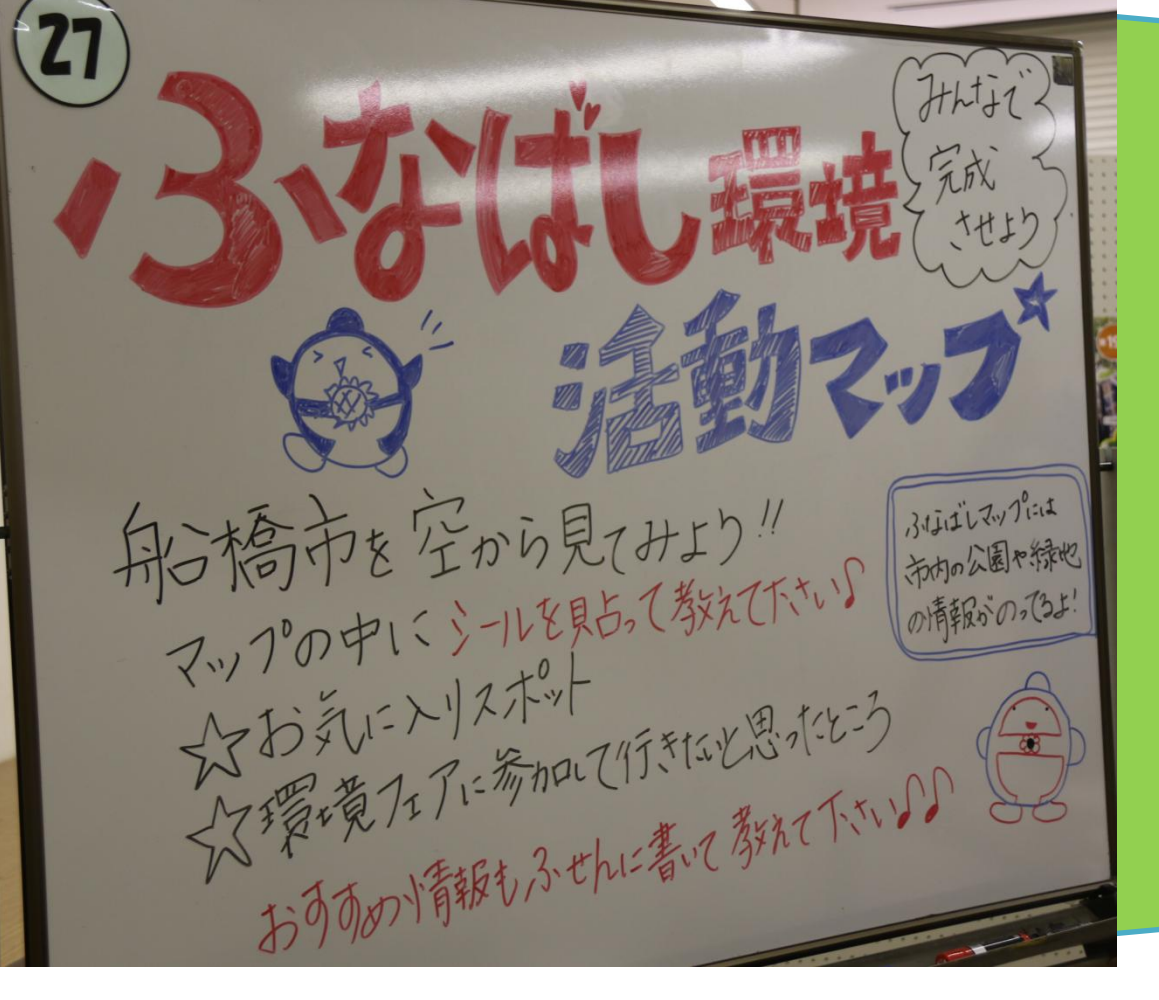 27
ふなばし環境
みんなで
完成
させよう
活動マップ
船橋市を空から見てみよう!!
マップの中にシールを貼って教えて下さい♪
☆お気に入りスポット
☆環境フェアに参加して行きたいと思ったところ
おすすめ情報もふせんに書いて教えて下さい♪♪
ふなばしマップには
市内の公園や緑地
の情報がのってるよ!